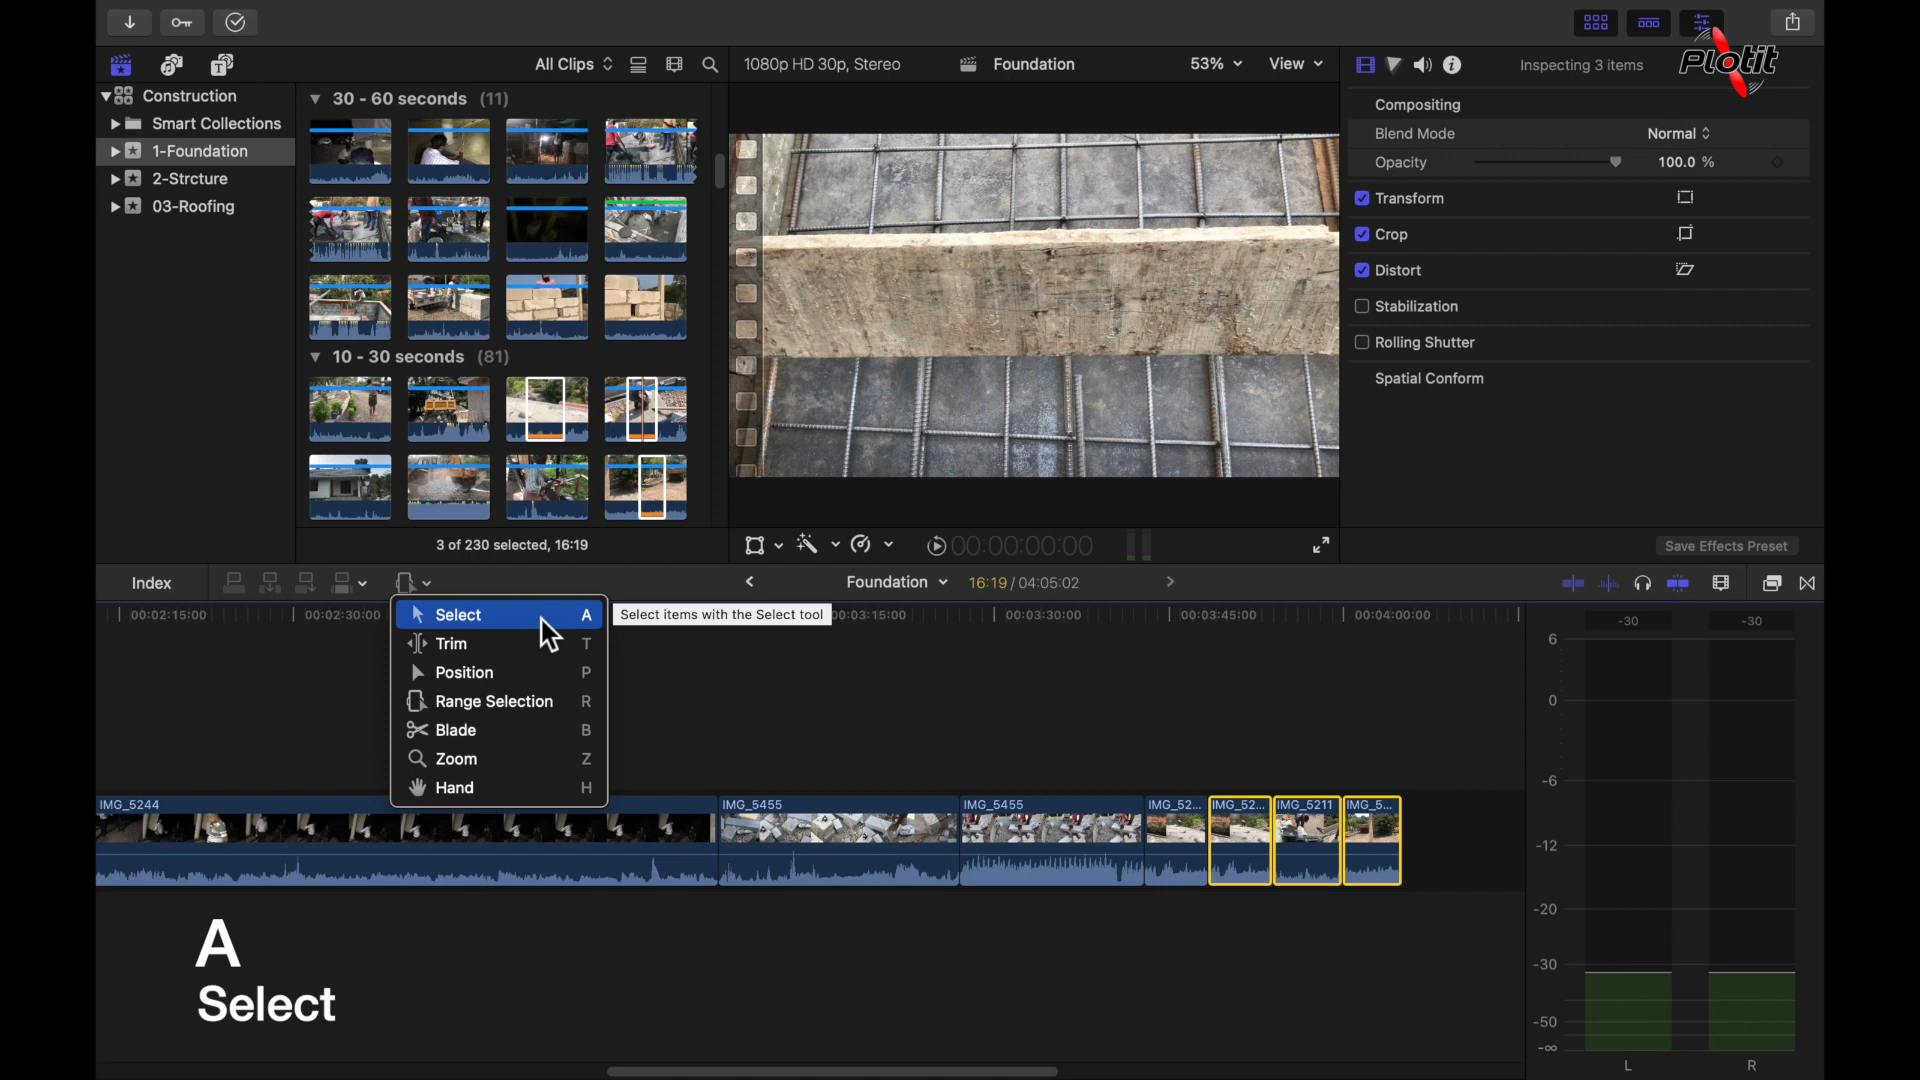 All Clips
1080p HD 30p, Stereo
Foundation
53%
View
Inspecting 3 items
Plotit
Construction
Smart Collections
1-Foundation
2-Strcture
03-Roofing
30 - 60 seconds (11)
10 - 30 seconds (81)
3 of 230 selected, 16:19
Compositing
Blend Mode
Normal
Opacity
100.0 %
Transform
Crop
Distort
Stabilization
Rolling Shutter
Spatial Conform
00:00:00:00
Save Effects Preset
Index
Foundation
16:19 / 04:05:02
00:02:15:00
00:02:30:00
00:03:15:00
00:03:30:00
00:03:45:00
00:04:00:00
Select A
Trim T
Position P
Range Selection R
Blade B
Zoom Z
Hand H
Select items with the Select tool
IMG_5244
IMG_5455
IMG_5455
IMG_52...
IMG_52...
IMG_5211
IMG_5...
A
Select
-30 -30
6
0
-6
-12
-20
-30
-50
-∞
L R